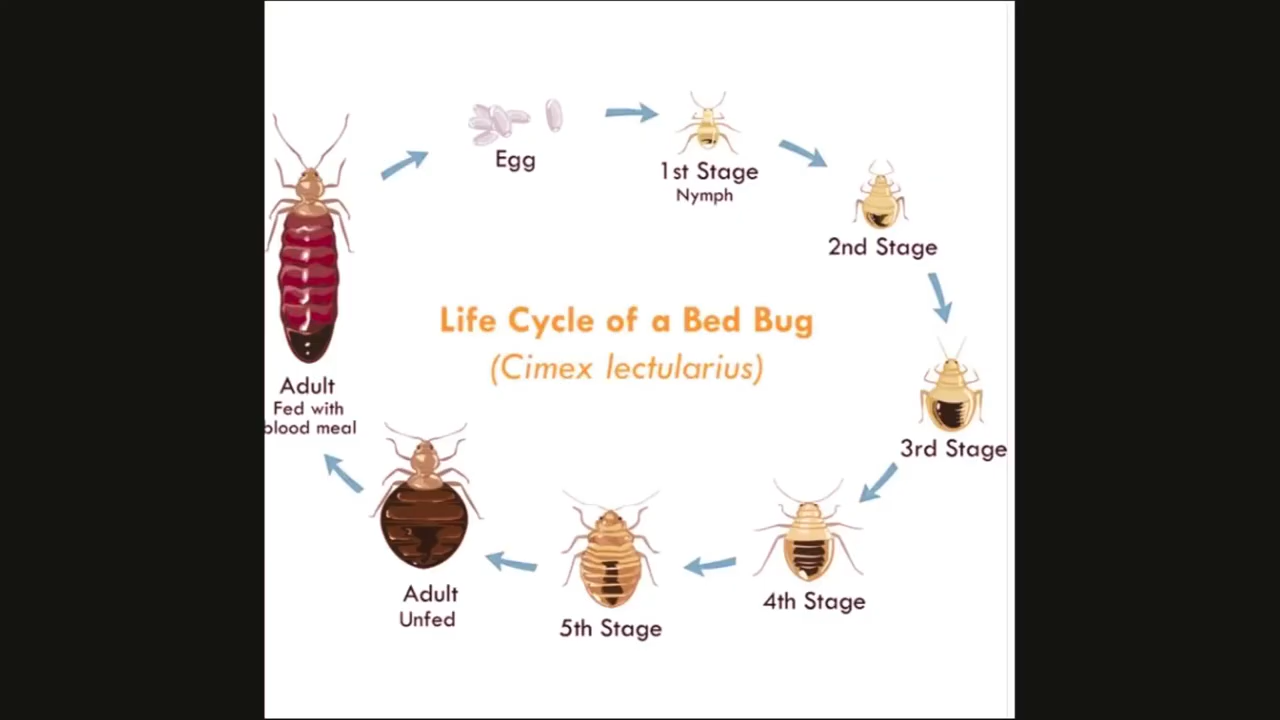 Egg
1st Stage
Nymph
2nd Stage
Life Cycle of a Bed Bug
(Cimex lectularius)
3rd Stage
Adult
Fed with
blood meal
4th Stage
5th Stage
Adult
Unfed